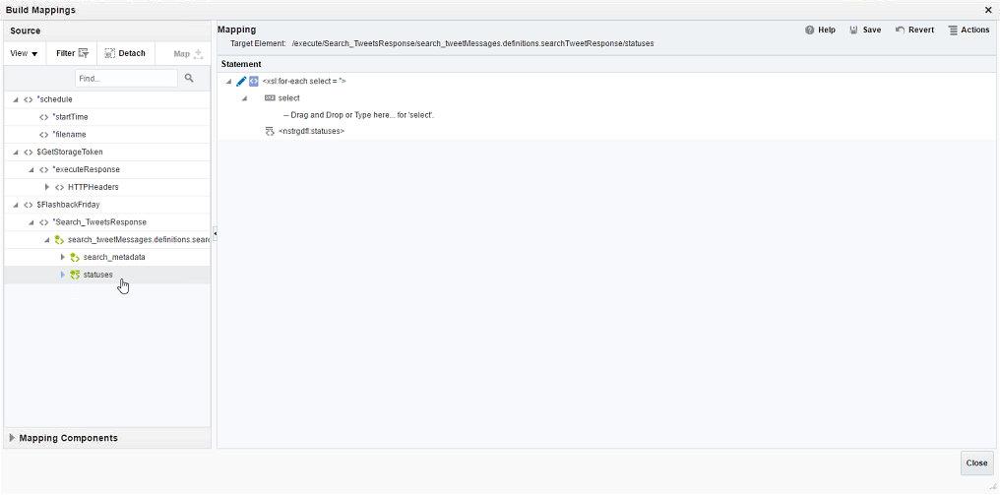 Build Mappings
Source
View
Filter
Detach
Map
Find...
*schedule
*startTime
*filename
$GetStorageToken
*executeResponse
HTTPHeaders
$FlashbackFriday
*Search_TweetsResponse
search_tweetMessages.definitions.searc
search_metadata
statuses
Mapping Components
Mapping
Help
Save
Revert
Actions
Target Element: /execute/Search_TweetsResponse/search_tweetMessages.definitions.searchTweetResponse/statuses
Statement
<xsl:for-each select = ''>
select
-- Drag and Drop or Type here... for 'select'.
<nstrgdfl:statuses>
Close